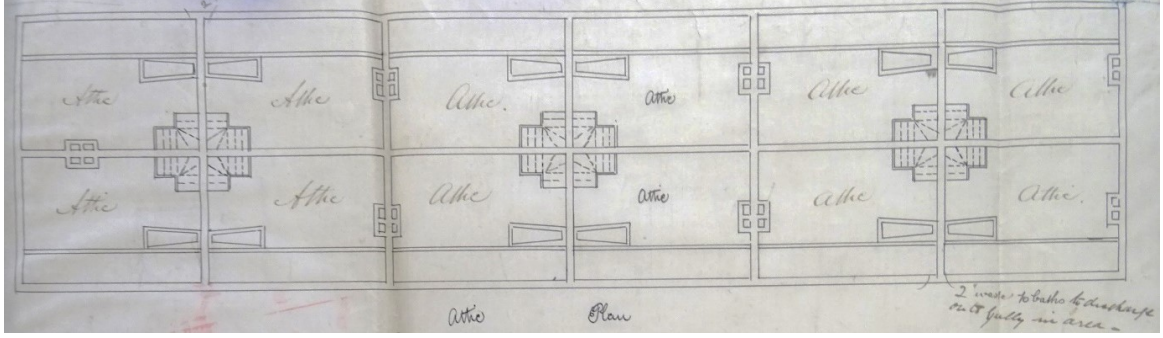 Attic Attic Attic. Attic Attic Attic
Attic Attic Attic Attic Attic Attic.
Attic Plan
2" waste to baths to discharge
onto gully in area -